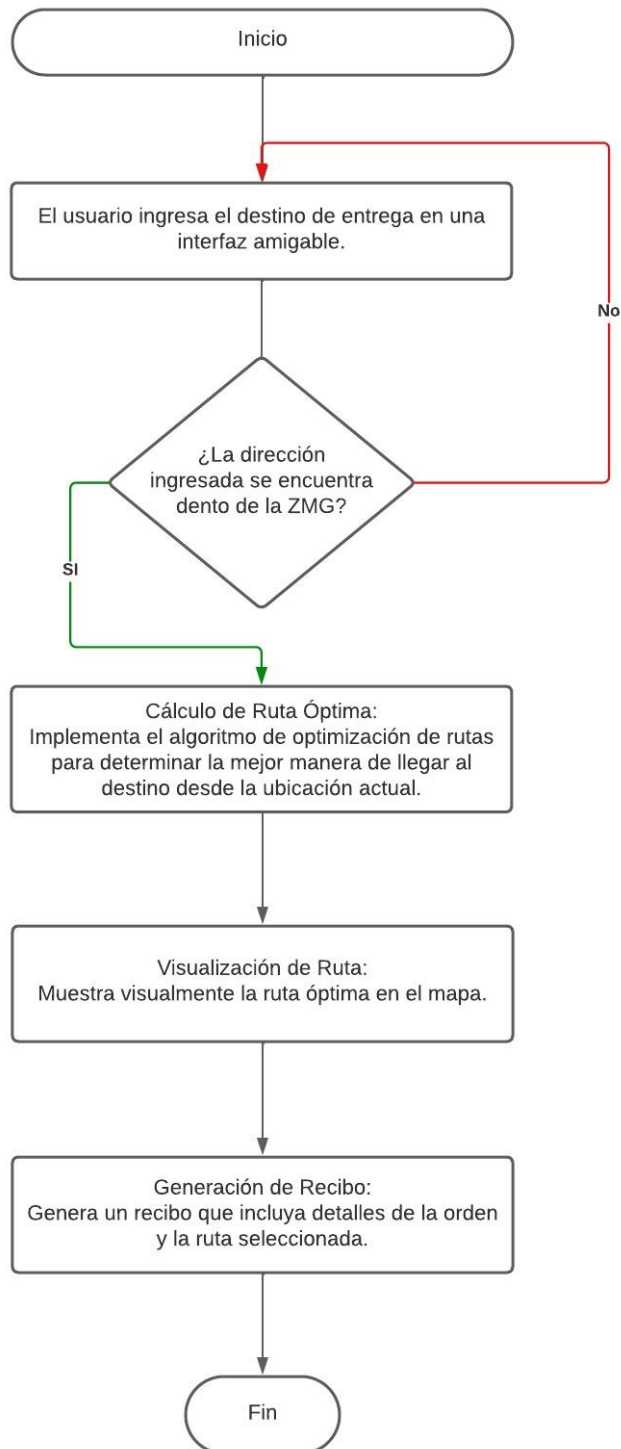 Inicio
El usuario ingresa el destino de entrega en una
interfaz amigable.
No
¿La dirección
ingresada se encuentra
dento de la ZMG?
SI
Cálculo de Ruta Óptima:
Implementa el algoritmo de optimización de rutas
para determinar la mejor manera de llegar al
destino desde la ubicación actual.
Visualización de Ruta:
Muestra visualmente la ruta óptima en el mapa.
Generación de Recibo:
Genera un recibo que incluya detalles de la orden
y la ruta seleccionada.
Fin